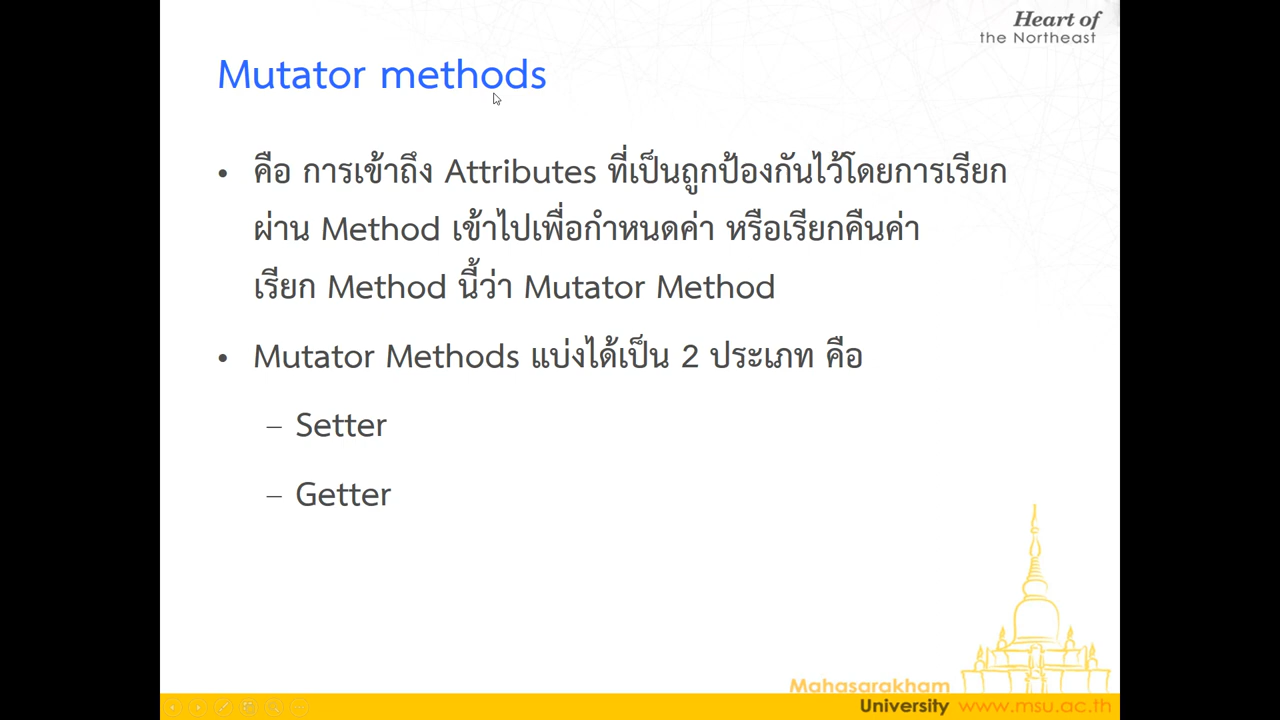 Heart of
the Northeast
Mutator methods
• คือ การเข้าถึง Attributes ที่เป็นถูกป้องกันไว้โดยการเรียก
ผ่าน Method เข้าไปเพื่อกำหนดค่า หรือเรียกคืนค่า
เรียก Method นี้ว่า Mutator Method
• Mutator Methods แบ่งได้เป็น 2 ประเภท คือ
– Setter
– Getter
Mahasarakham
University www.msu.ac.th